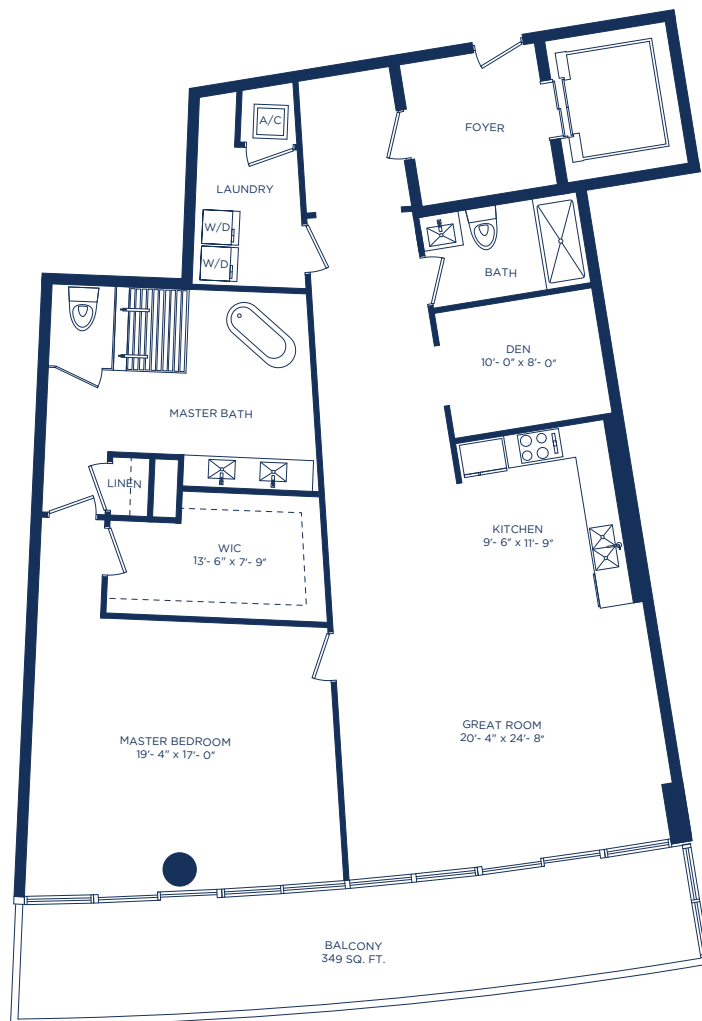 A/C
FOYER
LAUNDRY
W/D
W/D
BATH
DEN
10'- 0" x 8'- 0"
MASTER BATH
LINEN
KITCHEN
9'- 6" x 11'- 9"
WIC
13'- 6" x 7'- 9"
GREAT ROOM
20'- 4" x 24'- 8"
MASTER BEDROOM
19'- 4" x 17'- 0"
BALCONY
349 SQ. FT.